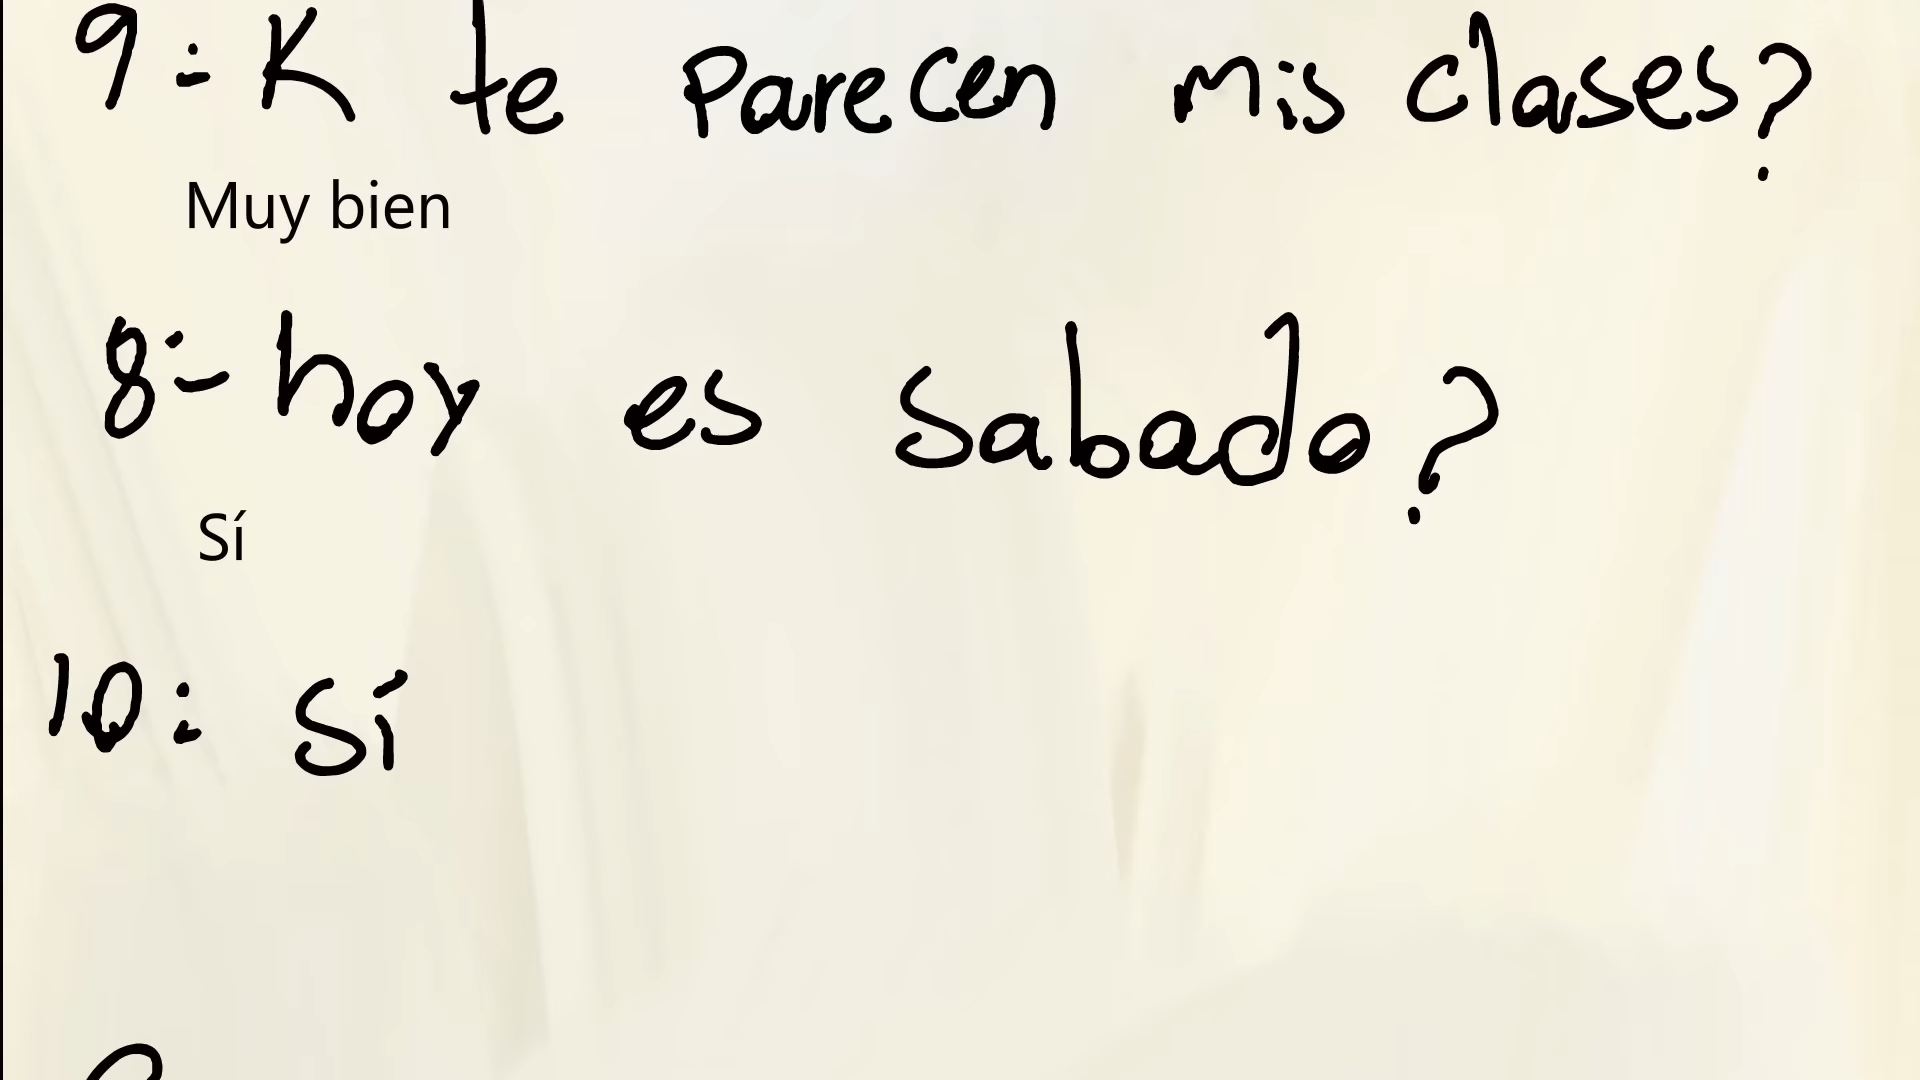 9:- K te parecen mis clases?
Muy bien
8:- hoy es sabado?
Sí
10:- sí